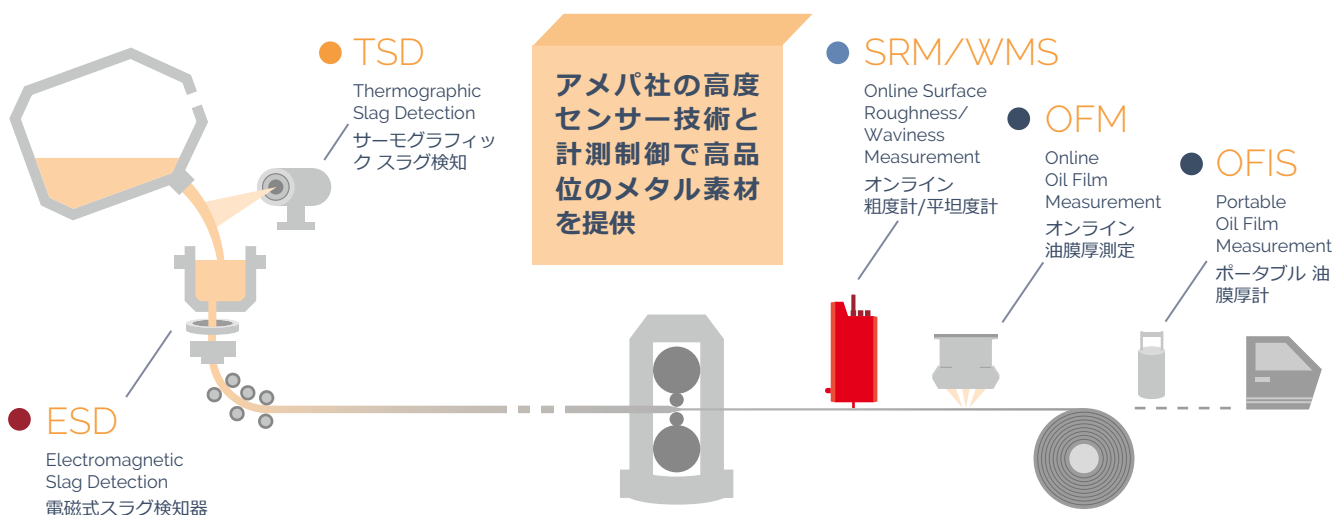 TSD
Thermographic
Slag Detection
サーモグラフィッ
ク スラグ検知
アメパ社の高度
センサー技術と
計測制御で高品
位のメタル素材
を提供
SRM/WMS
Online Surface
Roughness/
Waviness
Measurement
オンライン
粗度計/平坦度計
OFM
Online
Oil Film
Measurement
オンライン
油膜厚測定
OFIS
Portable
Oil Film
Measurement
ポータブル 油
膜厚計
ESD
Electromagnetic
Slag Detection
電磁式スラグ検知器